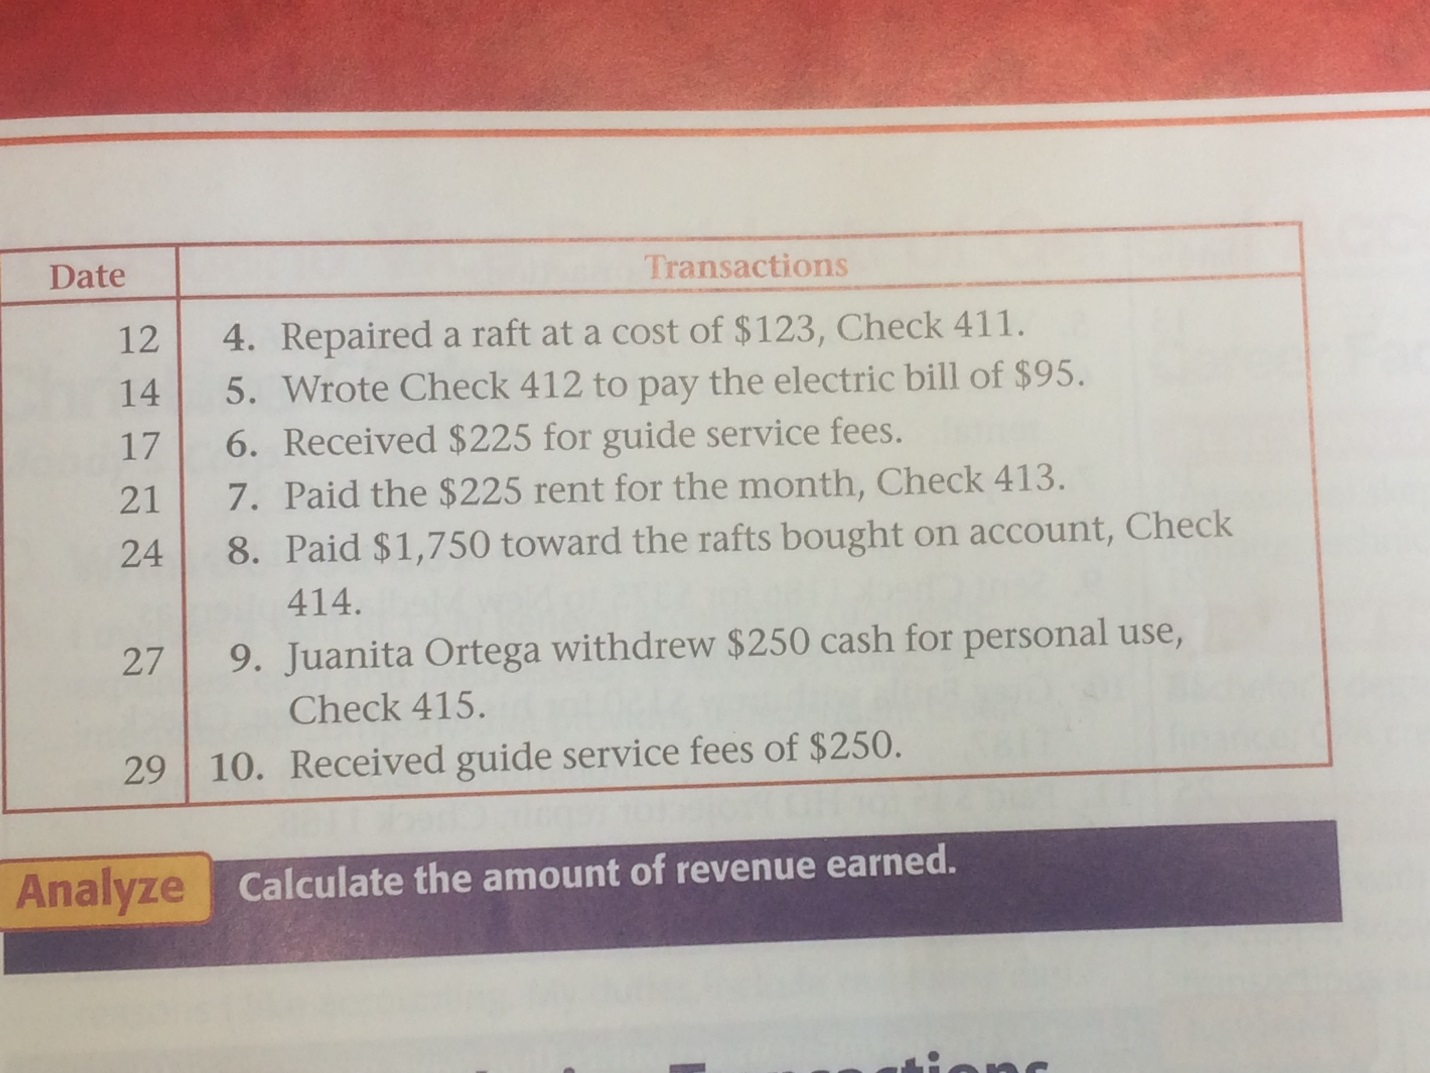 Date Transactions
12 4. Repaired a raft at a cost of $123, Check 411.
14 5. Wrote Check 412 to pay the electric bill of $95.
17 6. Received $225 for guide service fees.
21 7. Paid the $225 rent for the month, Check 413.
24 8. Paid $1,750 toward the rafts bought on account, Check
414.
27 9. Juanita Ortega withdrew $250 cash for personal use,
Check 415.
29 10. Received guide service fees of $250.
Analyze Calculate the amount of revenue earned.
Transactions